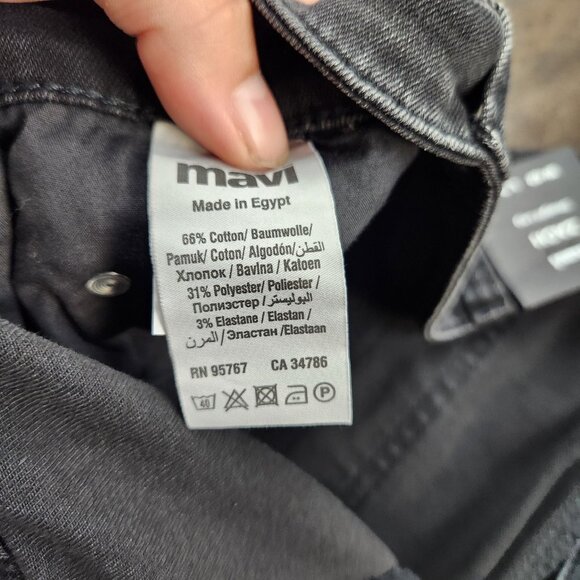 mavi
Made in Egypt
66% Cotton/ Baumwolle/
Pamuk/ Coton/ Algodón/القطن/
Хлопок / Bavlna / Katoen
31% Polyester/ Poliester /
Полиэстер /البوليستر/
3% Elastane /Elastan/
المرن/ /Эластан /Elastaan
RN 95767 CA 34786
40 P